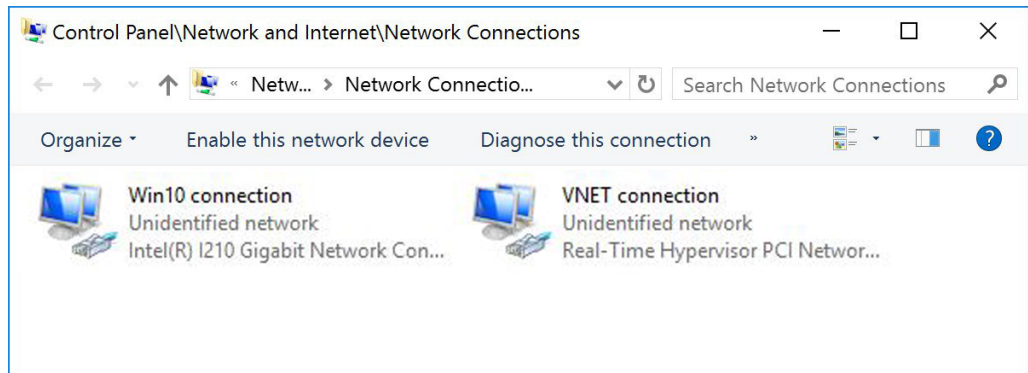 Control Panel\Network and Internet\Network Connections
« Netw... > Network Connectio... Search Network Connections
Organize Enable this network device Diagnose this connection » ?
Win10 connection
Unidentified network
Intel(R) I210 Gigabit Network Con...
VNET connection
Unidentified network
Real-Time Hypervisor PCI Networ...